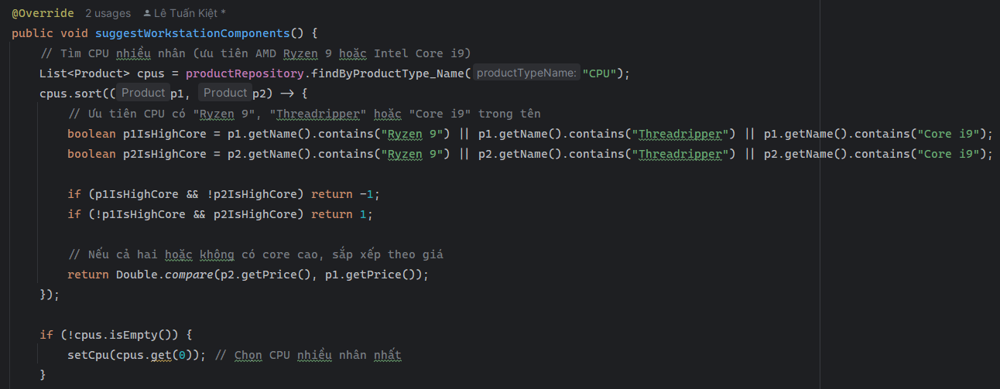 @Override 2 usages Lê Tuấn Kiệt *
public void suggestWorkstationComponents() {
// Tìm CPU nhiều nhân (ưu tiên AMD Ryzen 9 hoặc Intel Core i9)
List<Product> cpus = productRepository.findByProductType_Name( productTypeName: "CPU");
cpus.sort(( Product p1, Product p2) -> {
// Ưu tiên CPU có "Ryzen 9", "Threadripper" hoặc "Core i9" trong tên
boolean p1IsHighCore = p1.getName().contains("Ryzen 9") || p1.getName().contains("Threadripper") || p1.getName().contains("Core i9");
boolean p2IsHighCore = p2.getName().contains("Ryzen 9") || p2.getName().contains("Threadripper") || p2.getName().contains("Core i9");
if (p1IsHighCore && !p2IsHighCore) return -1;
if (!p1IsHighCore && p2IsHighCore) return 1;
// Nếu cả hai hoặc không có core cao, sắp xếp theo giá
return Double.compare(p2.getPrice(), p1.getPrice());
});
if (!cpus.isEmpty()) {
setCpu(cpus.get(0)); // Chọn CPU nhiều nhân nhất
}